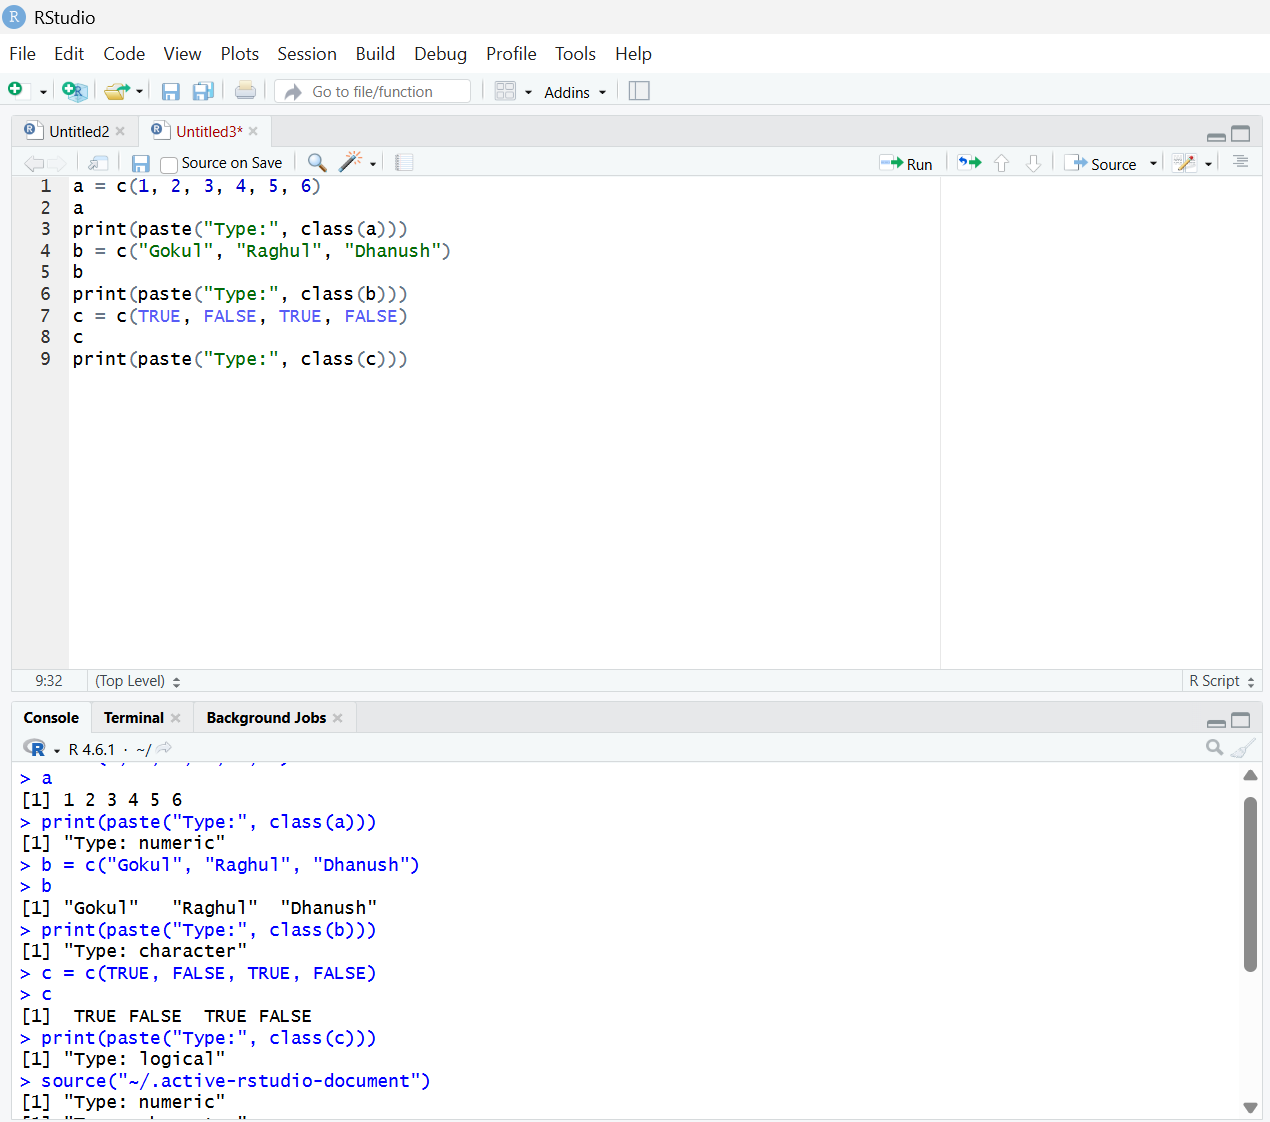 RStudio
File Edit Code View Plots Session Build Debug Profile Tools Help
Go to file/function Addins
Untitled2 Untitled3*
Source on Save Run Source
1 a = c(1, 2, 3, 4, 5, 6)
2 a
3 print(paste("Type:", class(a)))
4 b = c("Gokul", "Raghul", "Dhanush")
5 b
6 print(paste("Type:", class(b)))
7 c = c(TRUE, FALSE, TRUE, FALSE)
8 c
9 print(paste("Type:", class(c)))
9:32 (Top Level) R Script
Console Terminal Background Jobs
R 4.6.1 · ~/
> a
[1] 1 2 3 4 5 6
> print(paste("Type:", class(a)))
[1] "Type: numeric"
> b = c("Gokul", "Raghul", "Dhanush")
> b
[1] "Gokul"   "Raghul"  "Dhanush"
> print(paste("Type:", class(b)))
[1] "Type: character"
> c = c(TRUE, FALSE, TRUE, FALSE)
> c
[1]  TRUE FALSE  TRUE FALSE
> print(paste("Type:", class(c)))
[1] "Type: logical"
> source("~/.active-rstudio-document")
[1] "Type: numeric"